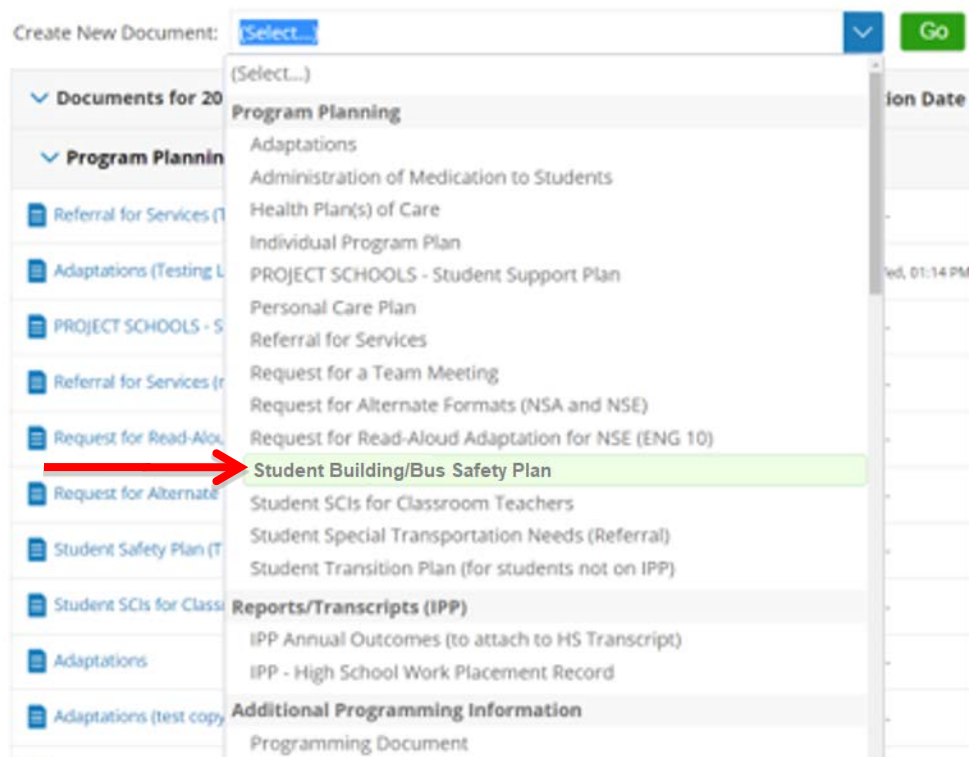 Create New Document: (Select...) Go
(Select...)
Documents for 20
ion Date
Program Planning
Adaptations
Program Plannin
Administration of Medication to Students
Referral for Services (T
Health Plan(s) of Care
Individual Program Plan
Adaptations (Testing L
PROJECT SCHOOLS - Student Support Plan
ed, 01:14 PM
Personal Care Plan
PROJECT SCHOOLS - S
Referral for Services
Request for a Team Meeting
Referral for Services (r
Request for Alternate Formats (NSA and NSE)
Request for Read-Alou
Request for Read-Aloud Adaptation for NSE (ENG 10)
Student Building/Bus Safety Plan
Request for Alternate
Student SCIs for Classroom Teachers
Student Special Transportation Needs (Referral)
Student Safety Plan (T
Student Transition Plan (for students not on IPP)
Student SCIs for Classr
Reports/Transcripts (IPP)
IPP Annual Outcomes (to attach to HS Transcript)
Adaptations
IPP - High School Work Placement Record
Additional Programming Information
Adaptations (test copy
Programming Document